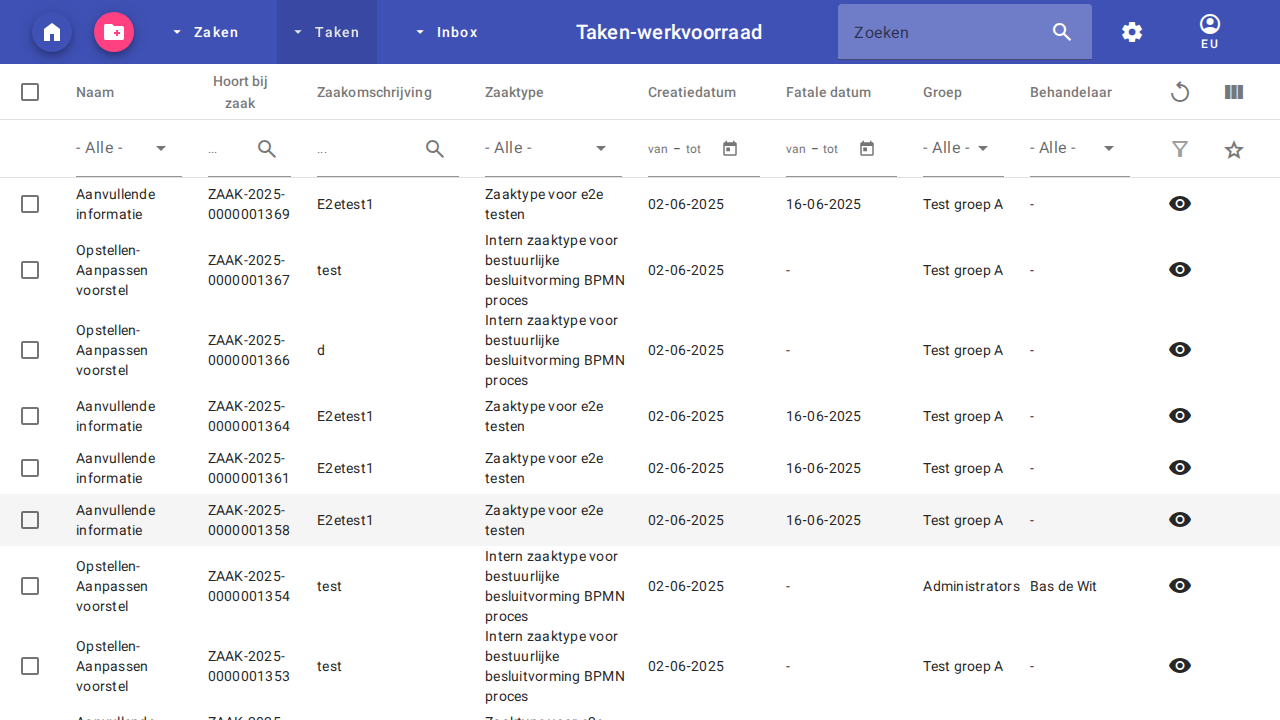 Zaken Taken Inbox Taken-werkvoorraad Zoeken EU
Naam Hoort bij zaak Zaakomschrijving Zaaktype Creatiedatum Fatale datum Groep Behandelaar
- Alle - ... ... - Alle - van – tot van – tot - Alle - - Alle -
Aanvullende informatie ZAAK-2025-0000001369 E2etest1 Zaaktype voor e2e testen 02-06-2025 16-06-2025 Test groep A -
Opstellen-Aanpassen voorstel ZAAK-2025-0000001367 test Intern zaaktype voor bestuurlijke besluitvorming BPMN proces 02-06-2025 - Test groep A -
Opstellen-Aanpassen voorstel ZAAK-2025-0000001366 d Intern zaaktype voor bestuurlijke besluitvorming BPMN proces 02-06-2025 - Test groep A -
Aanvullende informatie ZAAK-2025-0000001364 E2etest1 Zaaktype voor e2e testen 02-06-2025 16-06-2025 Test groep A -
Aanvullende informatie ZAAK-2025-0000001361 E2etest1 Zaaktype voor e2e testen 02-06-2025 16-06-2025 Test groep A -
Aanvullende informatie ZAAK-2025-0000001358 E2etest1 Zaaktype voor e2e testen 02-06-2025 16-06-2025 Test groep A -
Opstellen-Aanpassen voorstel ZAAK-2025-0000001354 test Intern zaaktype voor bestuurlijke besluitvorming BPMN proces 02-06-2025 - Administrators Bas de Wit
Opstellen-Aanpassen voorstel ZAAK-2025-0000001353 test Intern zaaktype voor bestuurlijke besluitvorming BPMN proces 02-06-2025 - Test groep A -